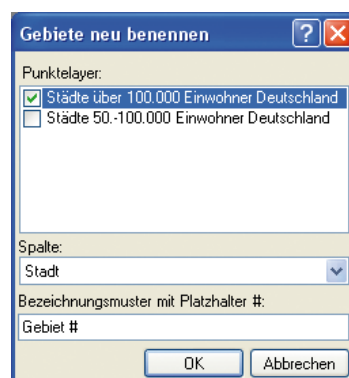 Gebiete neu benennen
Punktelayer:
Städte über 100.000 Einwohner Deutschland
Städte 50.-100.000 Einwohner Deutschland
Spalte:
Stadt
Bezeichnungsmuster mit Platzhalter #:
Gebiet #
OK Abbrechen